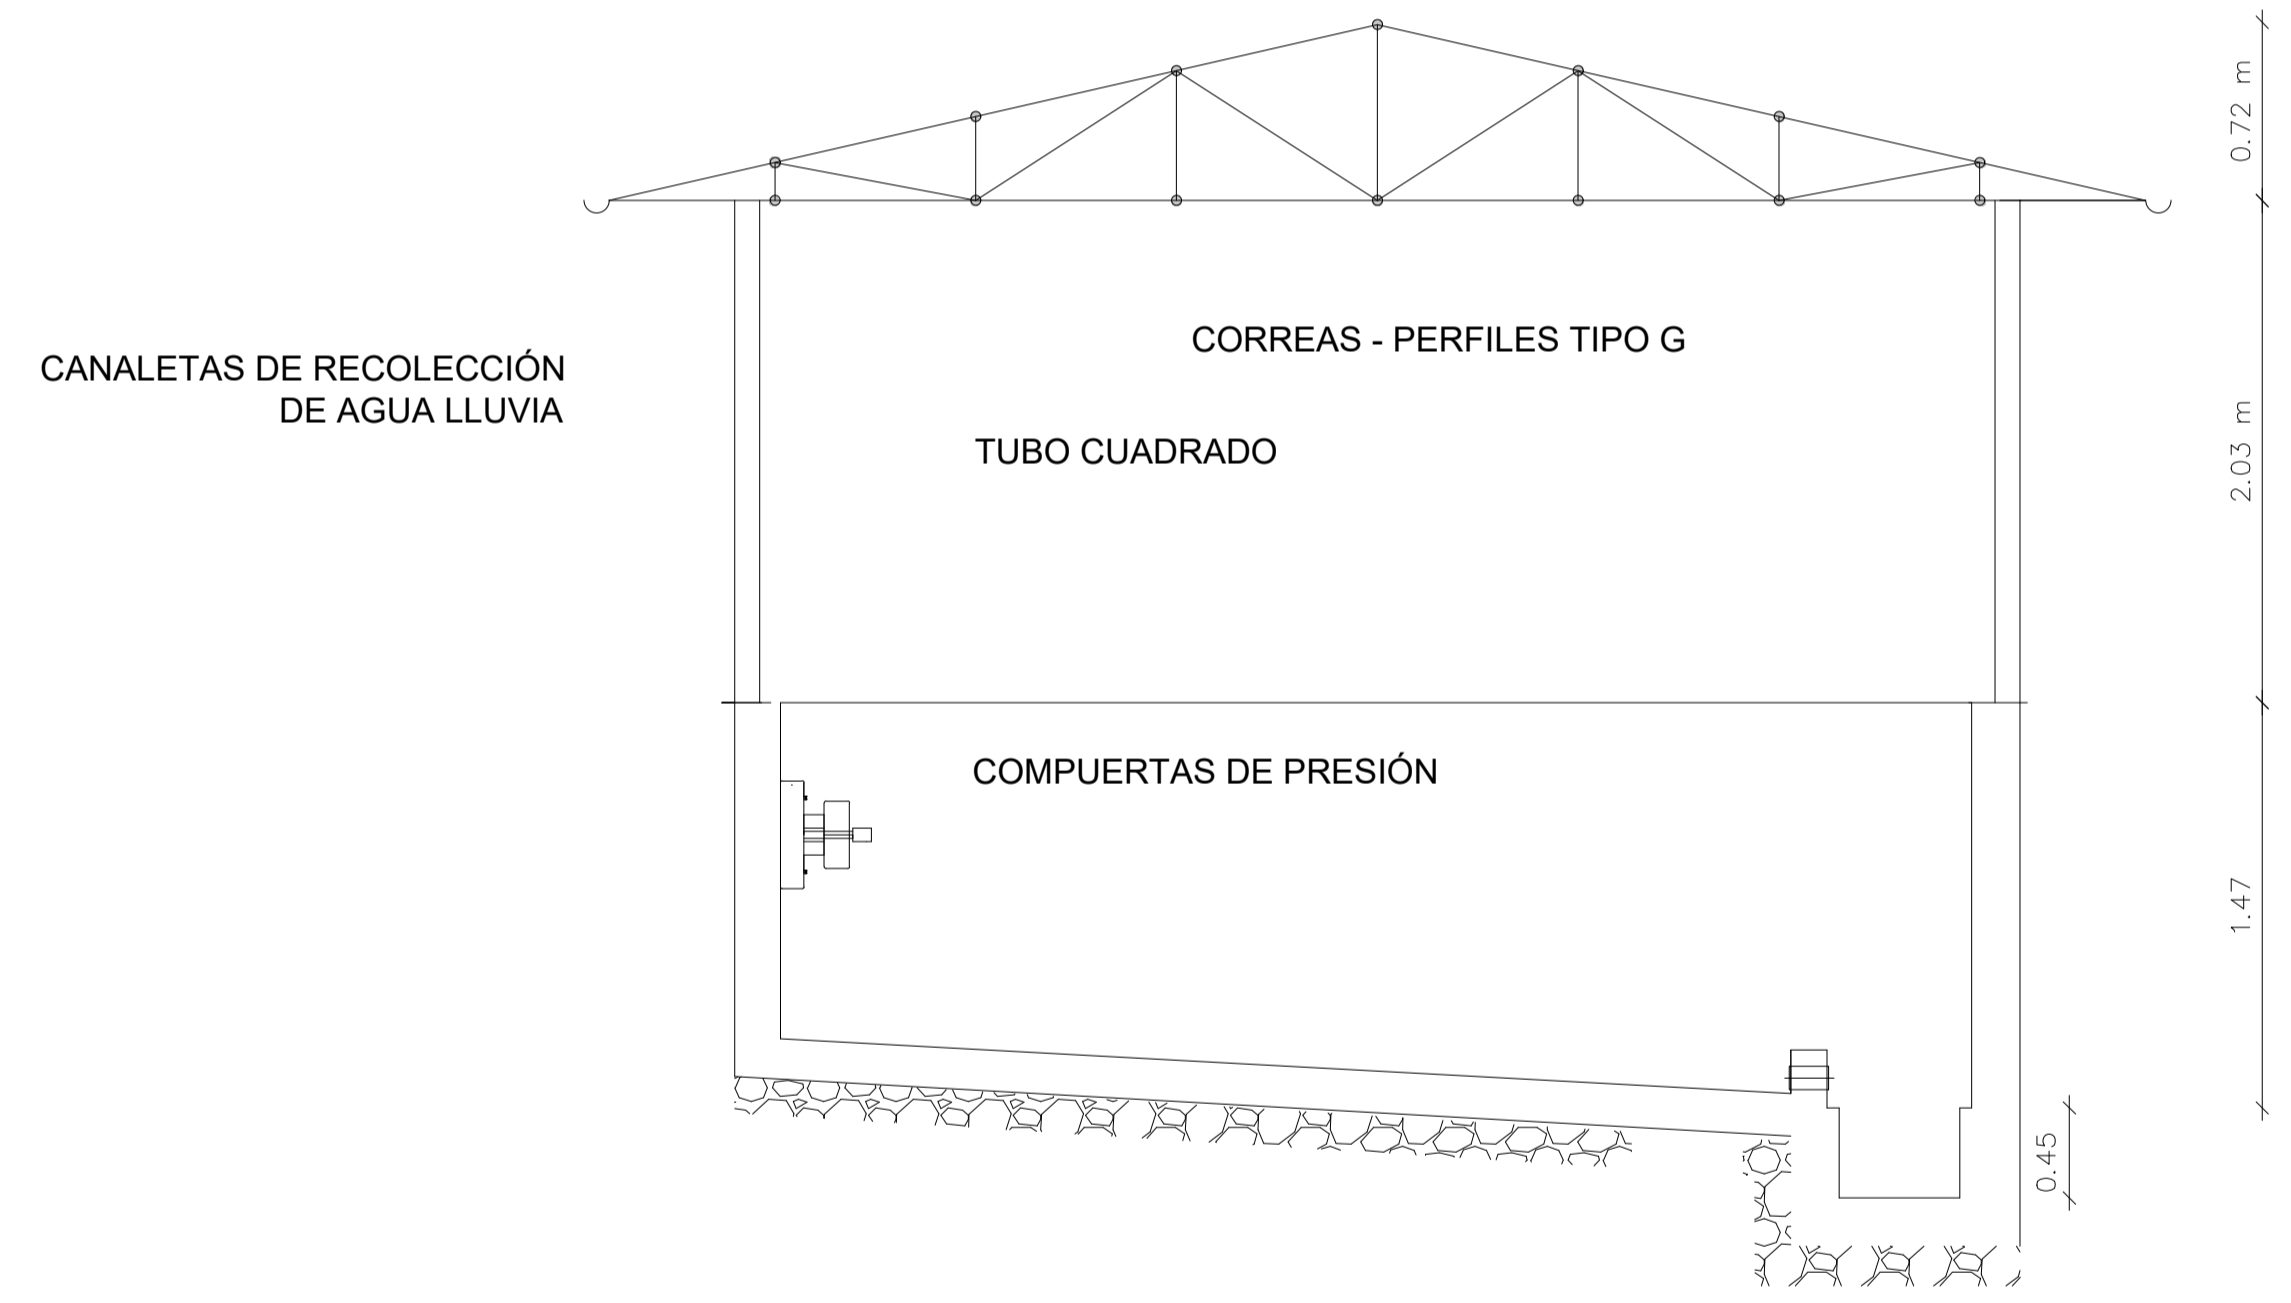 0.72 m
CORREAS - PERFILES TIPO G
CANALETAS DE RECOLECCIÓN
DE AGUA LLUVIA
TUBO CUADRADO
2.03 m
COMPUERTAS DE PRESIÓN
1.47
0.45